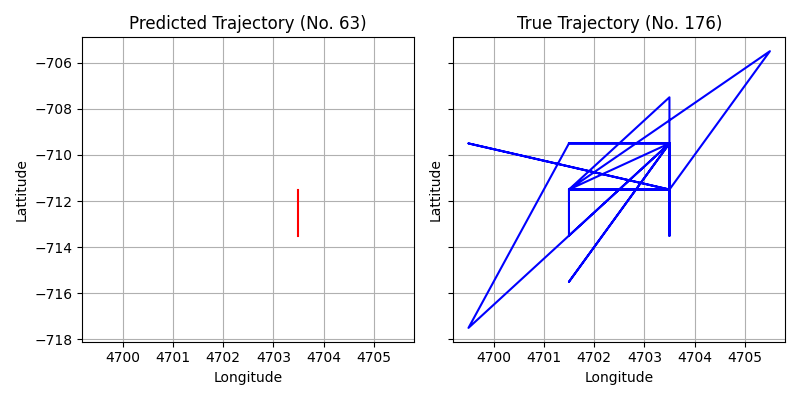 Predicted Trajectory (No. 63)
True Trajectory (No. 176)
−706
−708
−710
−712
−714
−716
−718
Lattitude
Lattitude
4700 4701 4702 4703 4704 4705
4700 4701 4702 4703 4704 4705
Longitude
Longitude